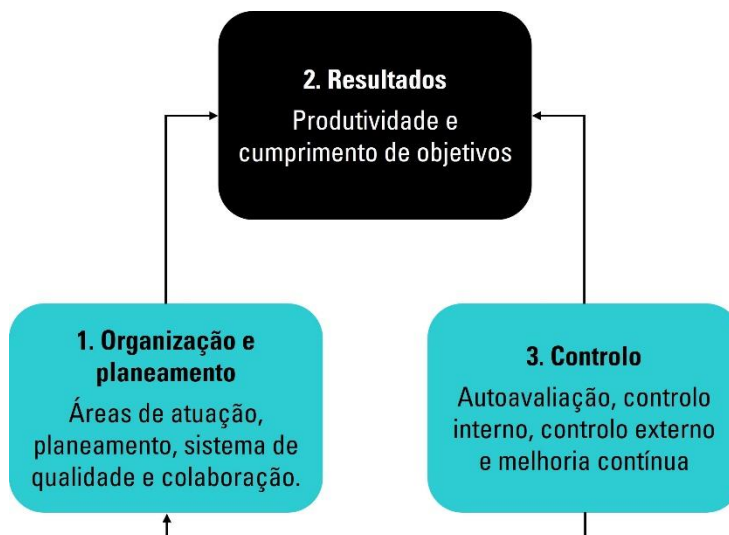 2. Resultados
Produtividade e
cumprimento de objetivos
1. Organização e
planeamento
Áreas de atuação,
planeamento, sistema de
qualidade e colaboração.
3. Controlo
Autoavaliação, controlo
interno, controlo externo
e melhoria contínua